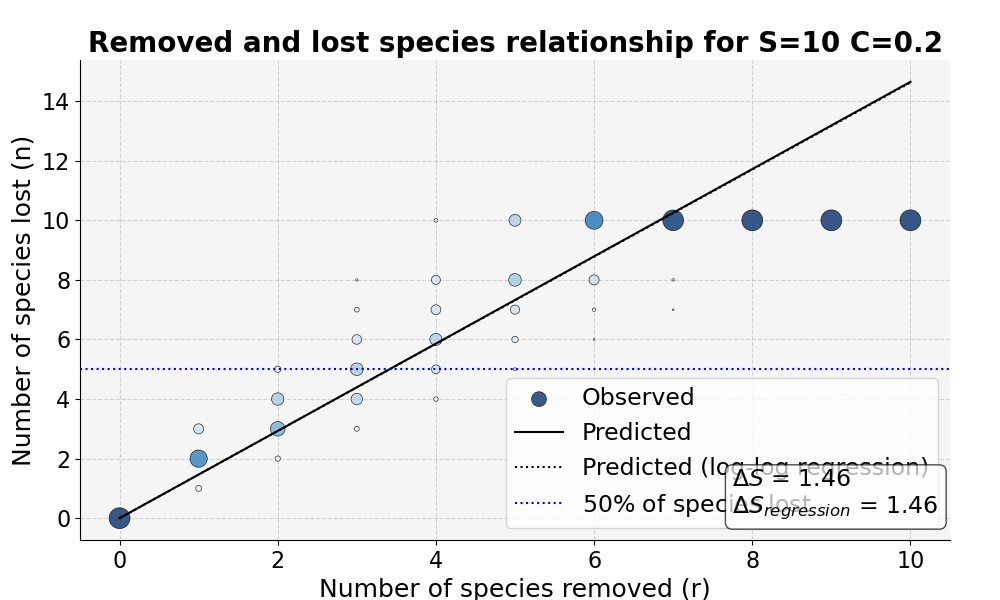 Removed and lost species relationship for S=10 C=0.2
Number of species lost (n)
14
12
10
8
6
4
2
0
Observed
Predicted
Predicted (log-log regression)
50% of species lost
ΔS = 1.46
ΔS_regression = 1.46
0 2 4 6 8 10
Number of species removed (r)